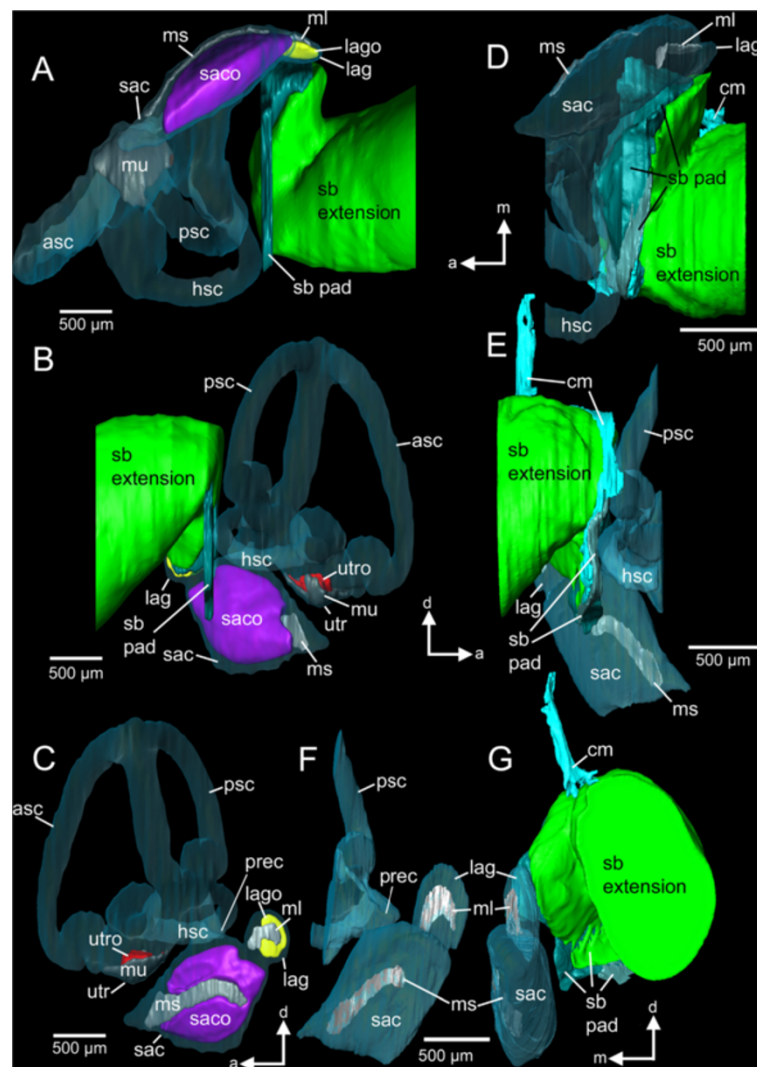 A
ms
ml
lago
lag
saco
sac
mu
asc
psc
hsc
sb
extension
sb pad
500 µm
D
ms
ml
lag
sac
cm
sb pad
m
a
sb
extension
hsc
500 µm
B
psc
asc
sb
extension
hsc
utro
mu
utr
lag
saco
sb
pad
sac
ms
d
a
500 µm
E
cm
psc
sb
extension
hsc
lag
sb
pad
sac
ms
500 µm
C
asc
psc
prec
lago
ml
hsc
utro
mu
utr
lag
ms
saco
sac
500 µm
d
a
F
psc
prec
lag
ml
ms
sac
500 µm
G
cm
sb
extension
sac
sb
pad
d
m